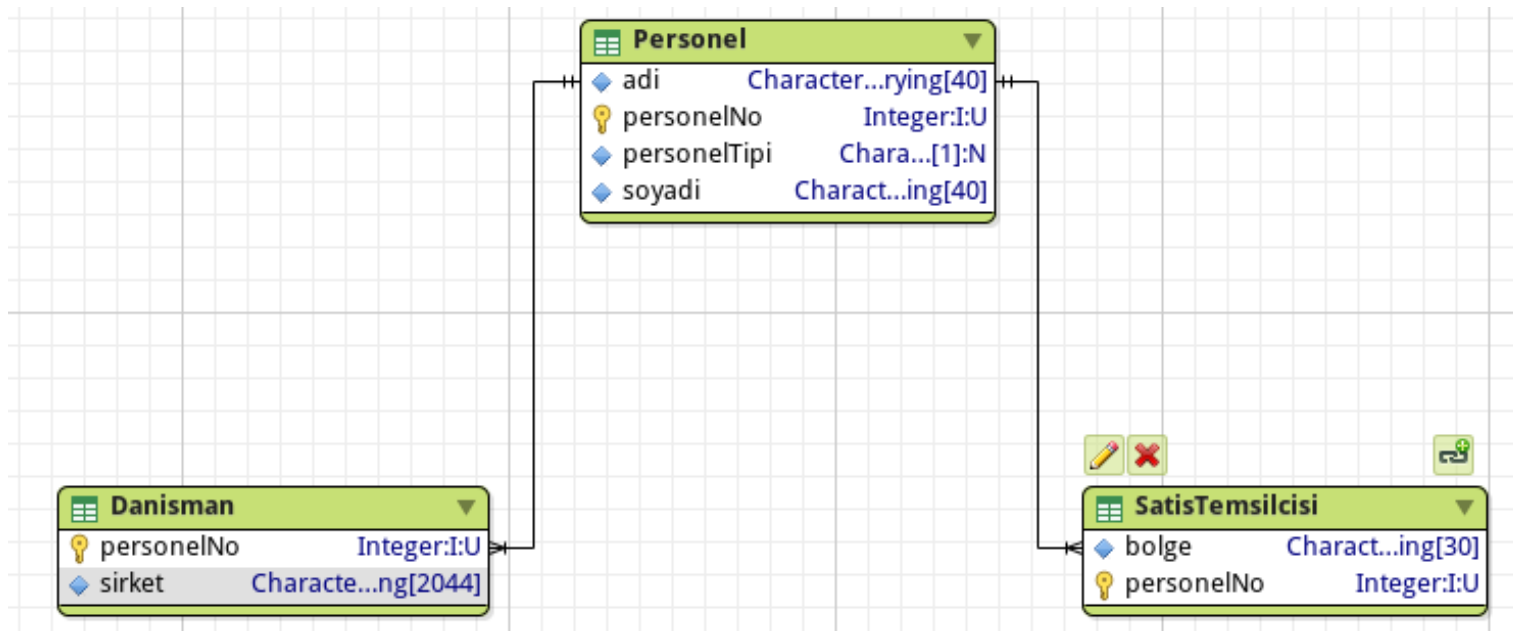 Personel
adi Character...rying[40]
personelNo Integer:I:U
personelTipi Chara...[1]:N
soyadi Charact...ing[40]
Danisman
personelNo Integer:I:U
sirket Characte...ng[2044]
SatisTemsilcisi
bolge Charact...ing[30]
personelNo Integer:I:U